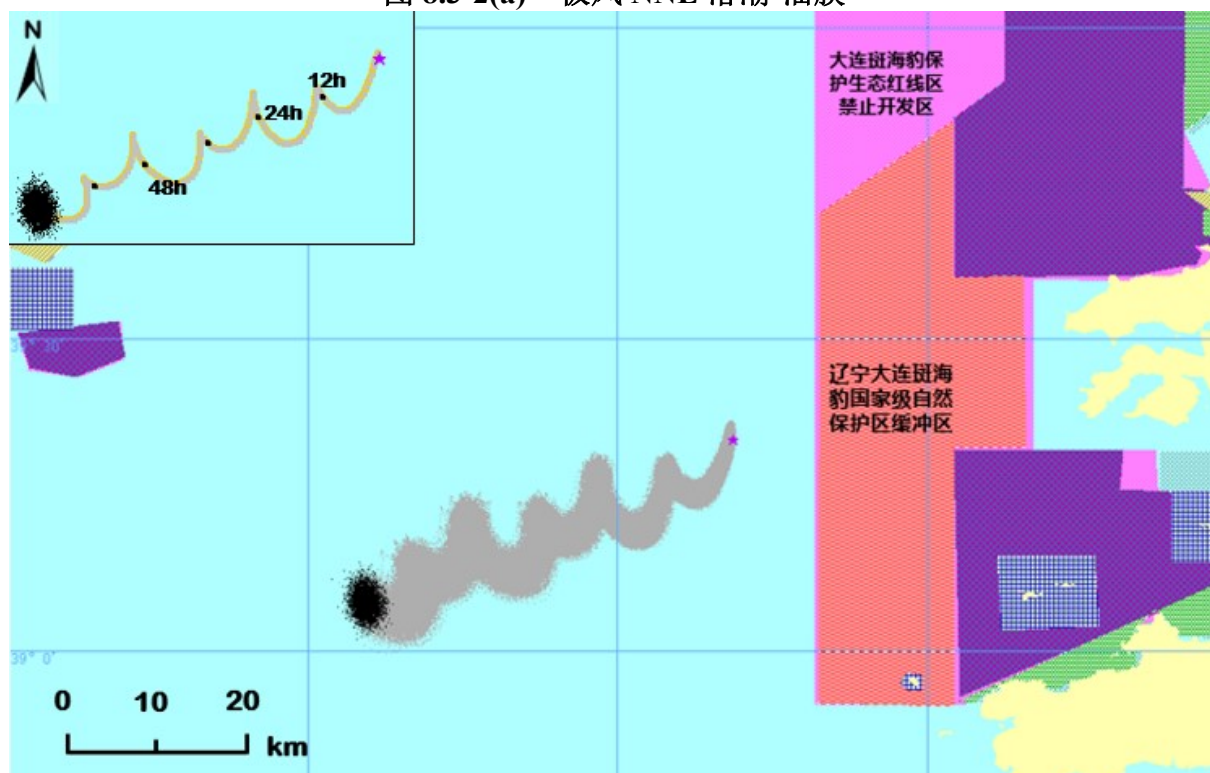 NNE
N
12h
24h
48h
大连斑海豹保
护生态红线区
禁止开发区
辽宁大连斑海
豹国家级自然
保护区缓冲区
39° 0'
0 10 20
km